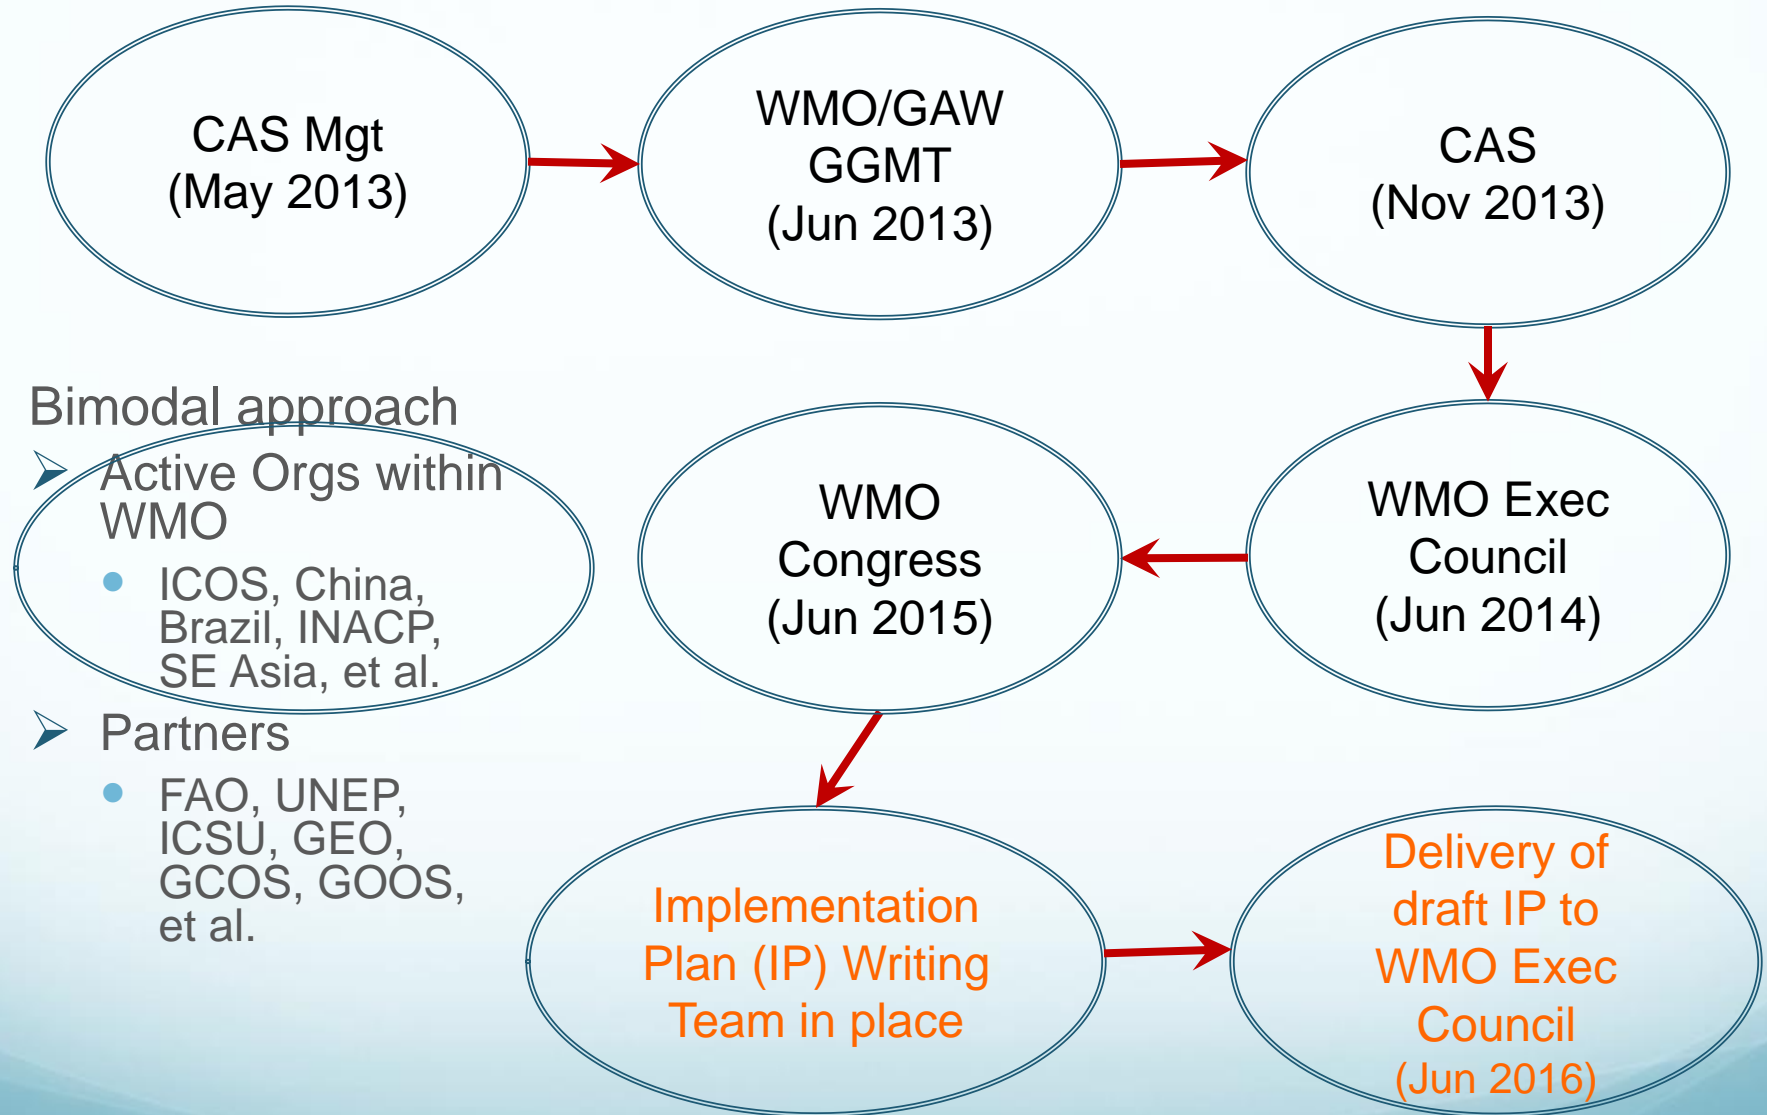 CAS Mgt
(May 2013)
WMO/GAW
GGMT
(Jun 2013)
CAS
(Nov 2013)
Bimodal approach
Active Orgs within
WMO
ICOS, China,
Brazil, INACP,
SE Asia, et al.
Partners
FAO, UNEP,
ICSU, GEO,
GCOS, GOOS,
et al.
WMO
Congress
(Jun 2015)
WMO Exec
Council
(Jun 2014)
Implementation
Plan (IP) Writing
Team in place
Delivery of
draft IP to
WMO Exec
Council
(Jun 2016)